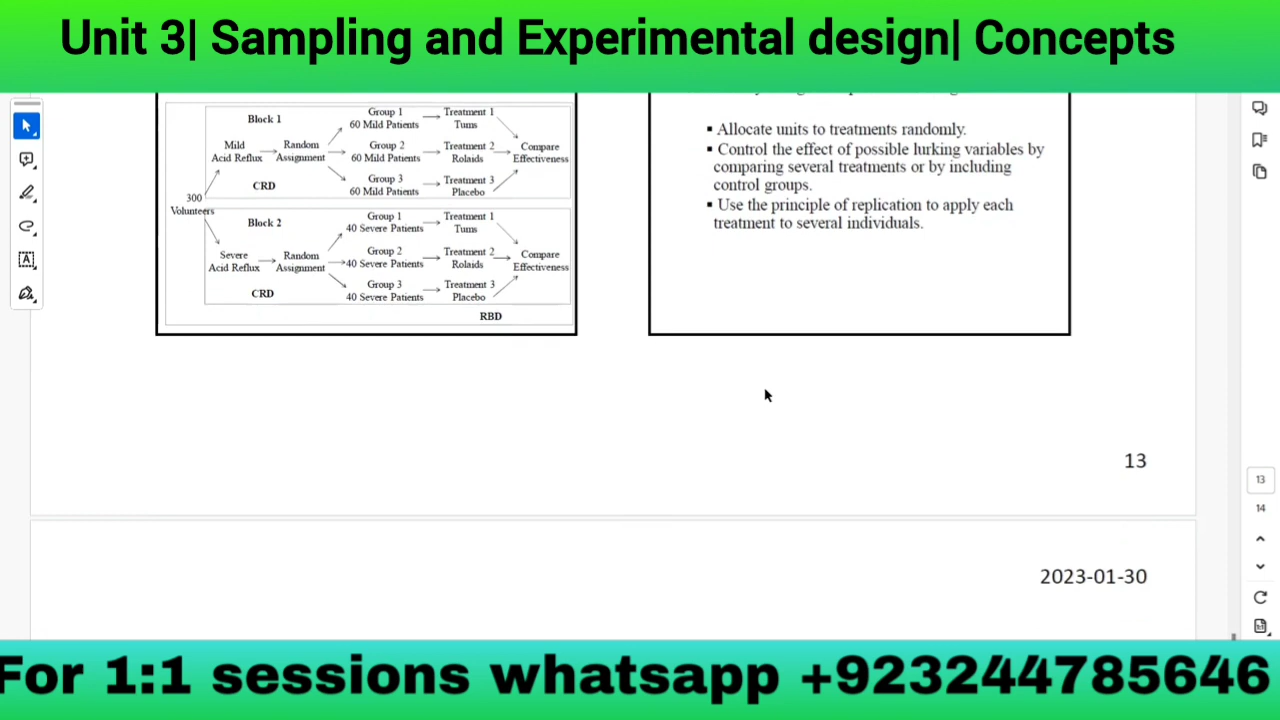 Unit 3| Sampling and Experimental design| Concepts
Block 1
Group 1
60 Mild Patients
Treatment 1
Tums
Mild
Acid Reflux
Random
Assignment
Group 2
60 Mild Patients
Treatment 2
Rolaids
Compare
Effectiveness
CRD
Group 3
60 Mild Patients
Treatment 3
Placebo
300
Volunteers
Block 2
Group 1
40 Severe Patients
Treatment 1
Tums
Severe
Acid Reflux
Random
Assignment
Group 2
40 Severe Patients
Treatment 2
Rolaids
Compare
Effectiveness
CRD
Group 3
40 Severe Patients
Treatment 3
Placebo
RBD
▪ Allocate units to treatments randomly.
▪ Control the effect of possible lurking variables by
comparing several treatments or by including
control groups.
▪ Use the principle of replication to apply each
treatment to several individuals.
13
2023-01-30
13
14
For 1:1 sessions whatsapp +923244785646